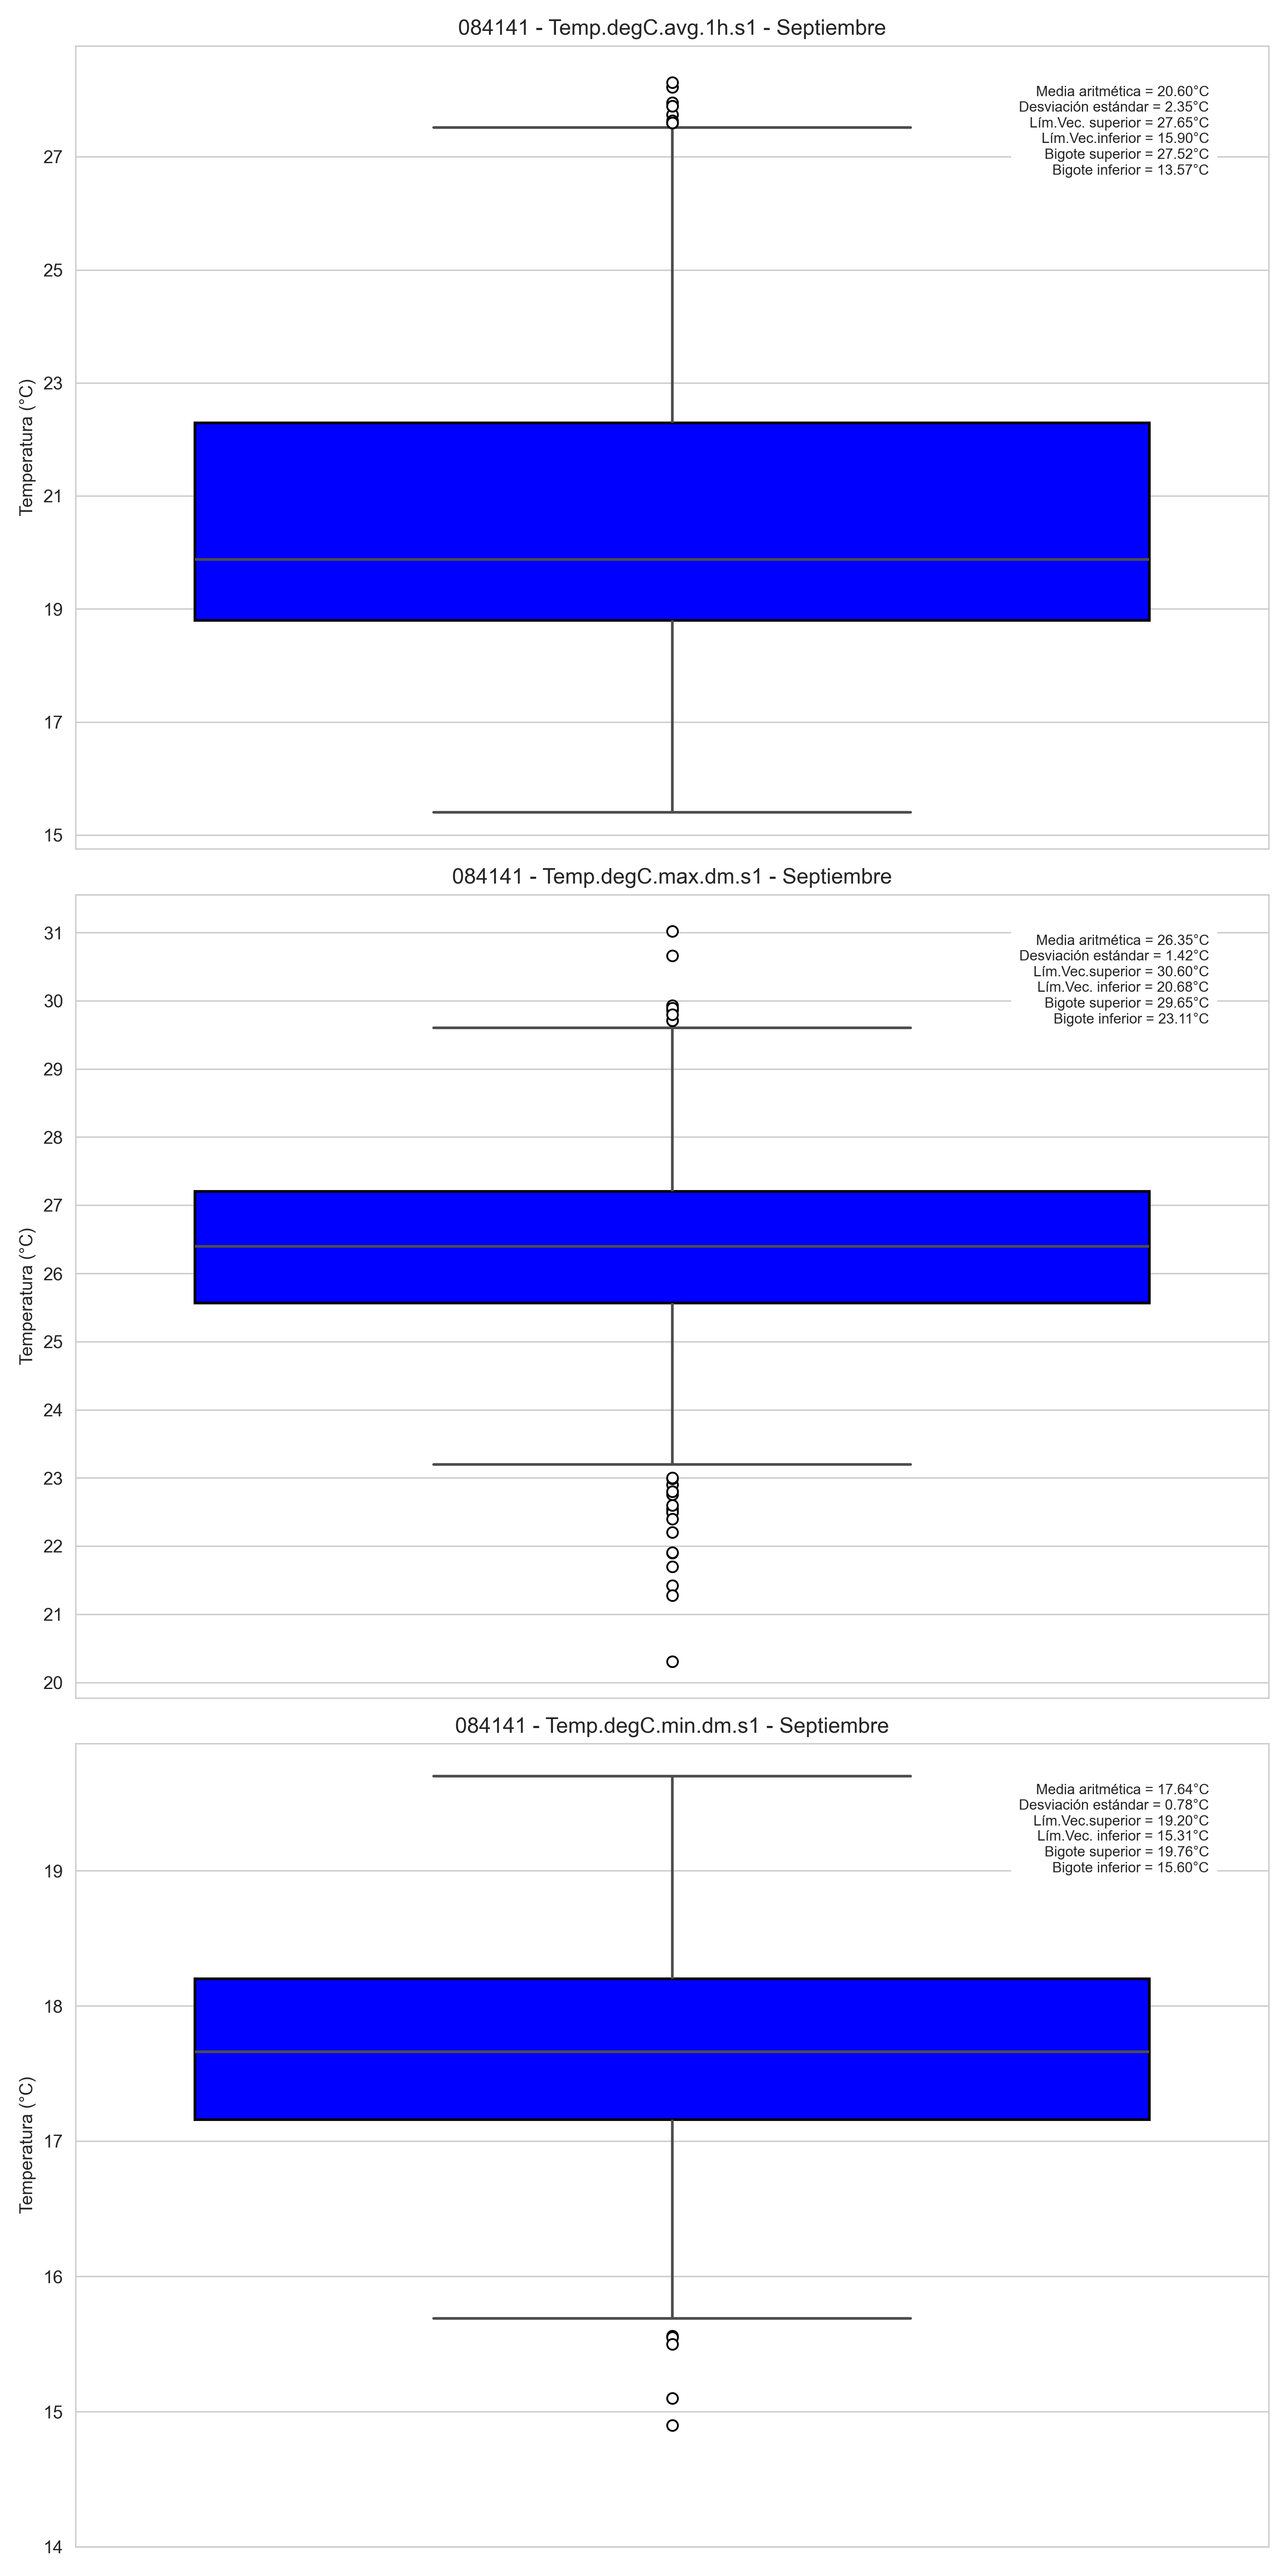 084141 - Temp.degC.avg.1h.s1 - Septiembre
Media aritmética = 20.60°C
Desviación estándar = 2.35°C
Lím.Vec. superior = 27.65°C
Lím.Vec.inferior = 15.90°C
Bigote superior = 27.52°C
Bigote inferior = 13.57°C
27
25
23
21
19
17
15
Temperatura (°C)
084141 - Temp.degC.max.dm.s1 - Septiembre
Media aritmética = 26.35°C
Desviación estándar = 1.42°C
Lím.Vec.superior = 30.60°C
Lím.Vec. inferior = 20.68°C
Bigote superior = 29.65°C
Bigote inferior = 23.11°C
31
30
29
28
27
26
25
24
23
22
21
20
Temperatura (°C)
084141 - Temp.degC.min.dm.s1 - Septiembre
Media aritmética = 17.64°C
Desviación estándar = 0.78°C
Lím.Vec.superior = 19.20°C
Lím.Vec. inferior = 15.31°C
Bigote superior = 19.76°C
Bigote inferior = 15.60°C
19
18
17
16
15
14
Temperatura (°C)